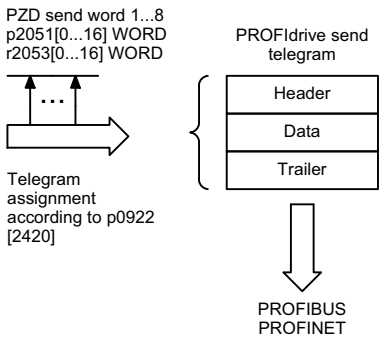 PZD send word 1...8
p2051[0...16] WORD
r2053[0...16] WORD
...
Telegram
assignment
according to p0922
[2420]
PROFIdrive send
telegram
Header
Data
Trailer
PROFIBUS
PROFINET